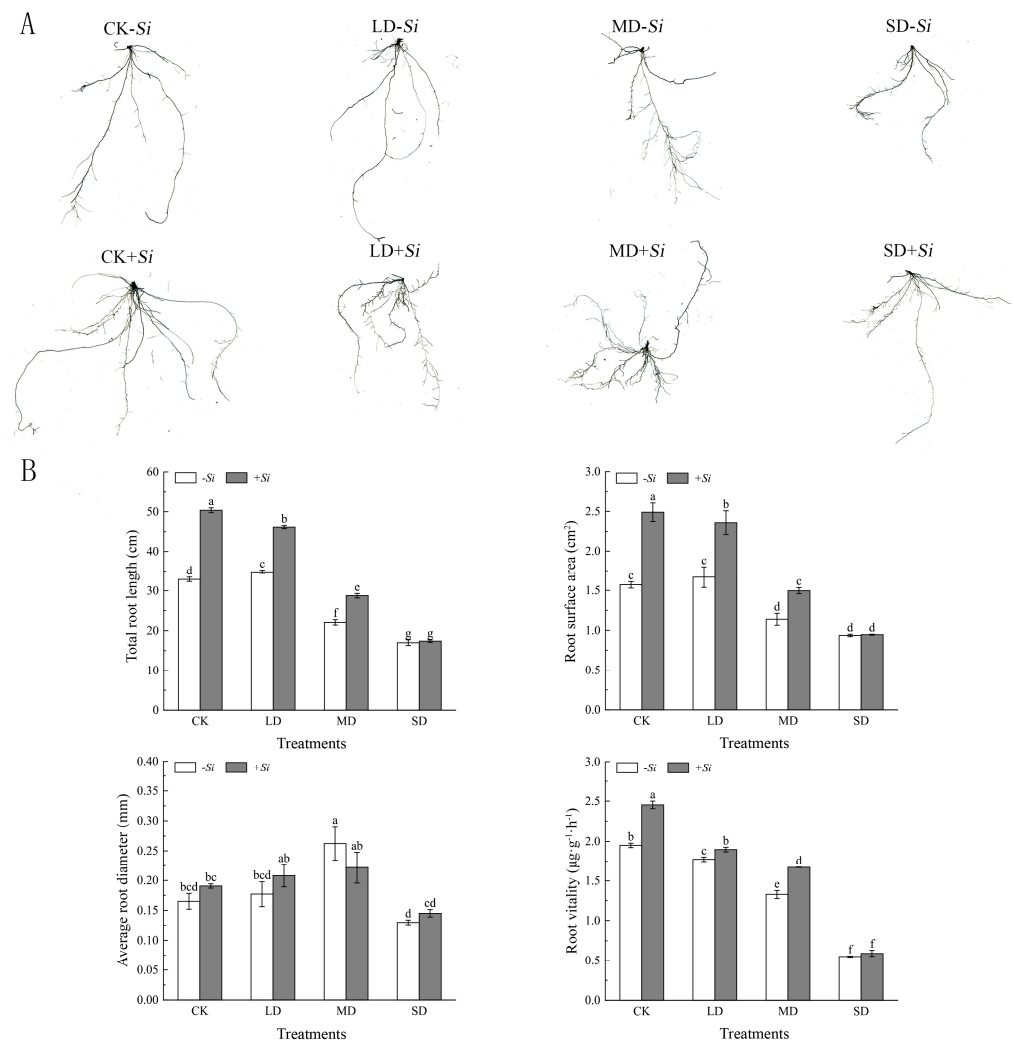 A
CK-Si
LD-Si
MD-Si
SD-Si
CK+Si
LD+Si
MD+Si
SD+Si
B
-Si
+Si
60
50
40
30
20
10
0
Total root length (cm)
d
a
c
b
f
e
g
g
CK
LD
MD
SD
Treatments
-Si
+Si
3.0
2.5
2.0
1.5
1.0
0.5
0.0
Root surface area (cm²)
c
a
c
b
d
c
d
d
CK
LD
MD
SD
Treatments
-Si
+Si
0.40
0.35
0.30
0.25
0.20
0.15
0.10
0.05
0.00
Average root diameter (mm)
bcd
bc
bcd
ab
a
ab
d
cd
CK
LD
MD
SD
Treatments
-Si
+Si
3.0
2.5
2.0
1.5
1.0
0.5
0.0
Root vitality (μg·g⁻¹·h⁻¹)
b
a
c
b
e
d
f
f
CK
LD
MD
SD
Treatments